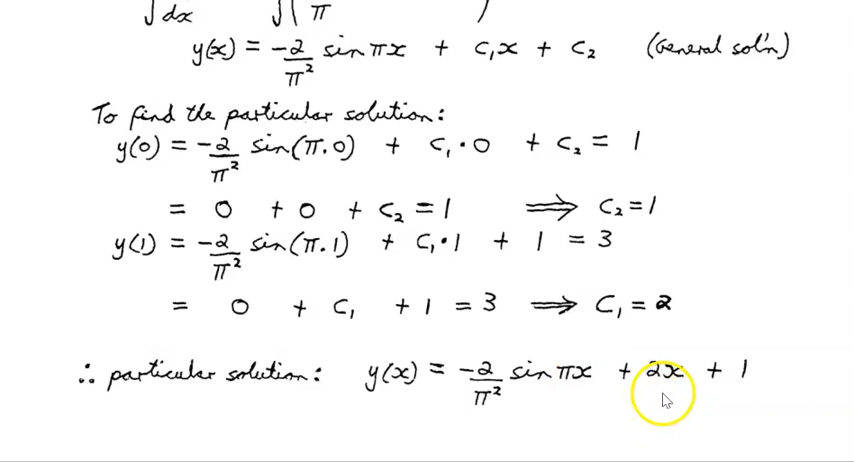 ∫dx ∫( π )
y(x) = -2/π² sin πx + C₁x + C₂ (General sol'n)
To find the particular solution:
y(0) = -2/π² sin(π.0) + C₁·0 + C₂ = 1
= 0 + 0 + C₂ = 1 ⟹ C₂=1
y(1) = -2/π² sin(π.1) + C₁·1 + 1 = 3
= 0 + C₁ + 1 = 3 ⟹ C₁ = 2
∴ particular solution: y(x) = -2/π² sin πx + 2x + 1